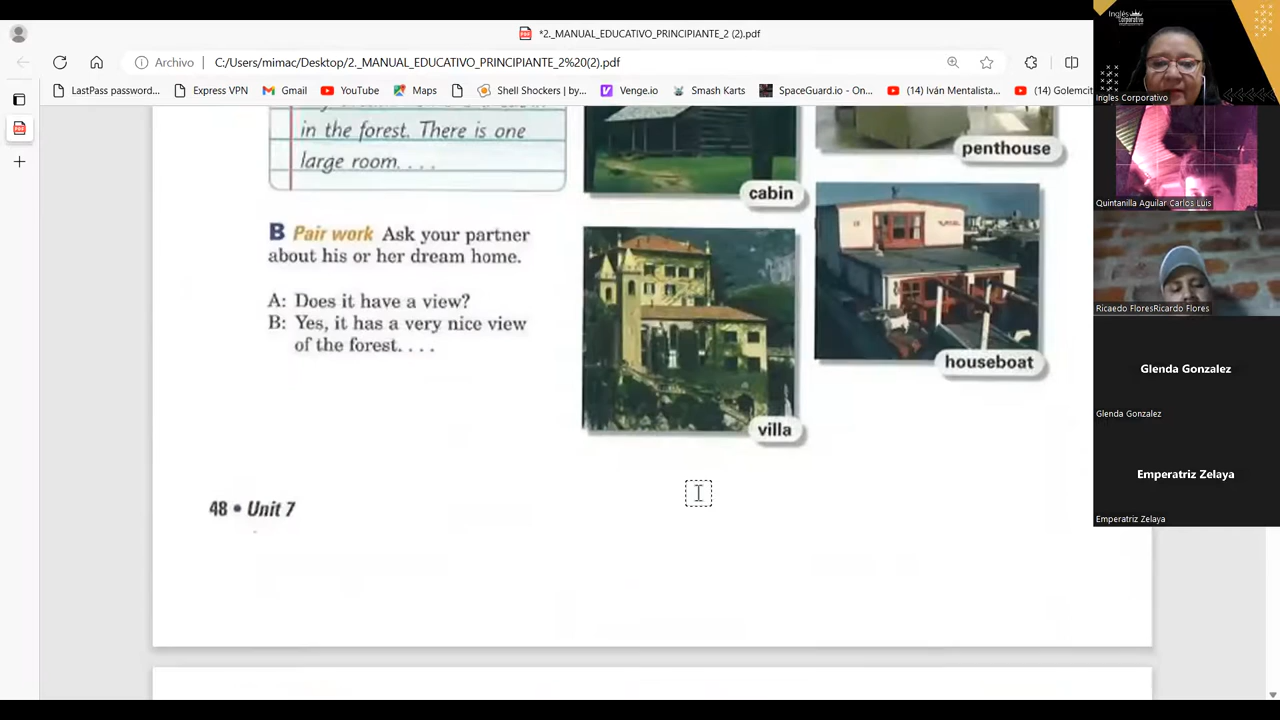 *2._MANUAL_EDUCATIVO_PRINCIPIANTE_2 (2).pdf
Archivo
C:/Users/mimac/Desktop/2._MANUAL_EDUCATIVO_PRINCIPIANTE_2%20(2).pdf
LastPass password...
Express VPN
Gmail
YouTube
Maps
Shell Shockers | by...
Venge.io
Smash Karts
SpaceGuard.io - On...
(14) Iván Mentalista...
(14) Golemcit
in the forest. There is one
large room. . . .
cabin
penthouse
B Pair work Ask your partner
about his or her dream home.
A: Does it have a view?
B: Yes, it has a very nice view
of the forest. . . .
villa
houseboat
48 • Unit 7
Inglés
Corporativo
Ingles Corporativo
Quintanilla Aguilar Carlos Luis
Ricaedo FloresRicardo Flores
Glenda Gonzalez
Glenda Gonzalez
Emperatriz Zelaya
Emperatriz Zelaya